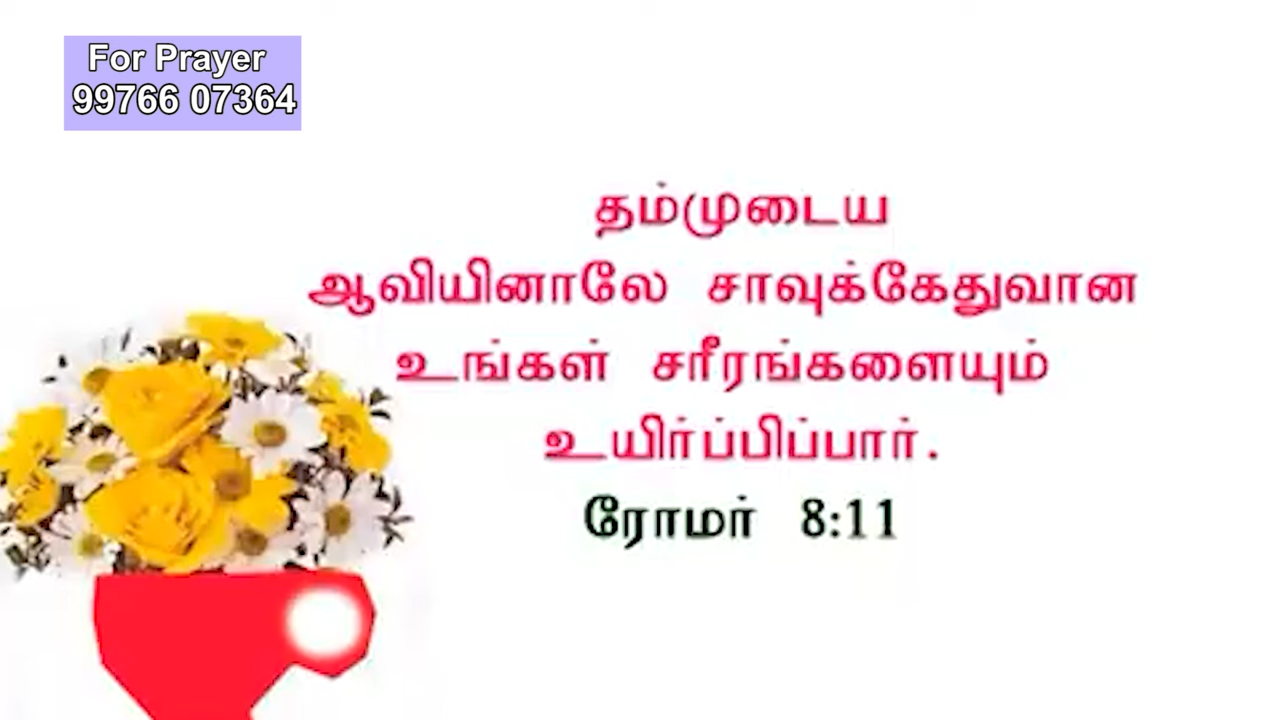 For Prayer
99766 07364
தம்முடைய
ஆவியினாலே சாவுக்கேதுவான
உங்கள் சரீரங்களையும்
உயிர்ப்பிப்பார்.
ரோமர் 8:11